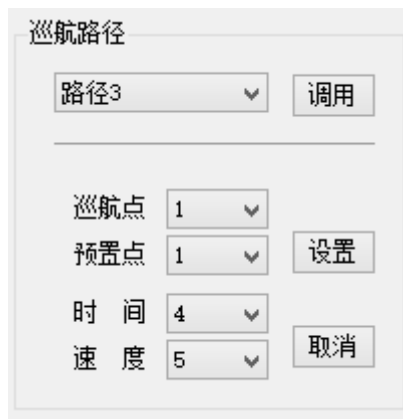 巡航路径
路径3 调用
巡航点 1
预置点 1 设置
时 间 4
速 度 5 取消